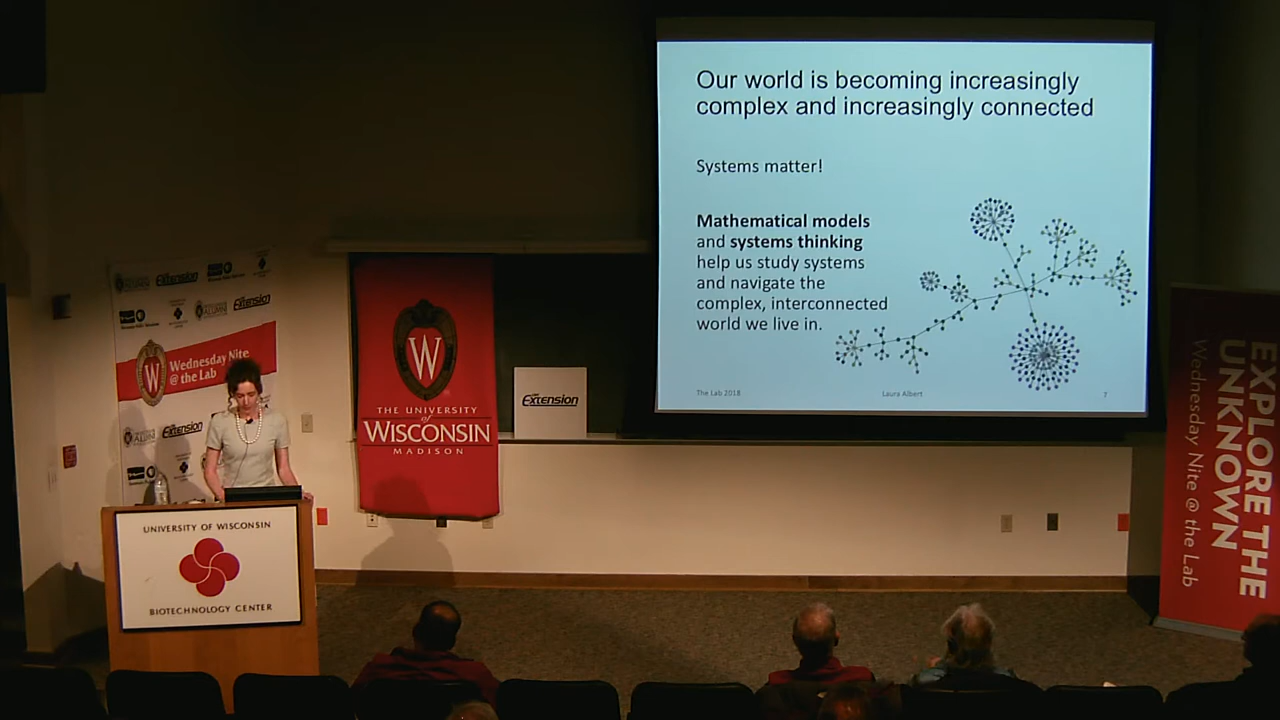 Our world is becoming increasingly
complex and increasingly connected
Systems matter!
Mathematical models
and systems thinking
help us study systems
and navigate the
complex, interconnected
world we live in.
The Lab 2018
Laura Albert
7
Extension
Extension
Wednesday Nite
@ the Lab
W
ALUMNI
Extension
W
THE UNIVERSITY
of
WISCONSIN
MADISON
Extension
UNIVERSITY OF WISCONSIN
BIOTECHNOLOGY CENTER
EXPLORE THE
UNKNOWN
Wednesday Nite @ the Lab